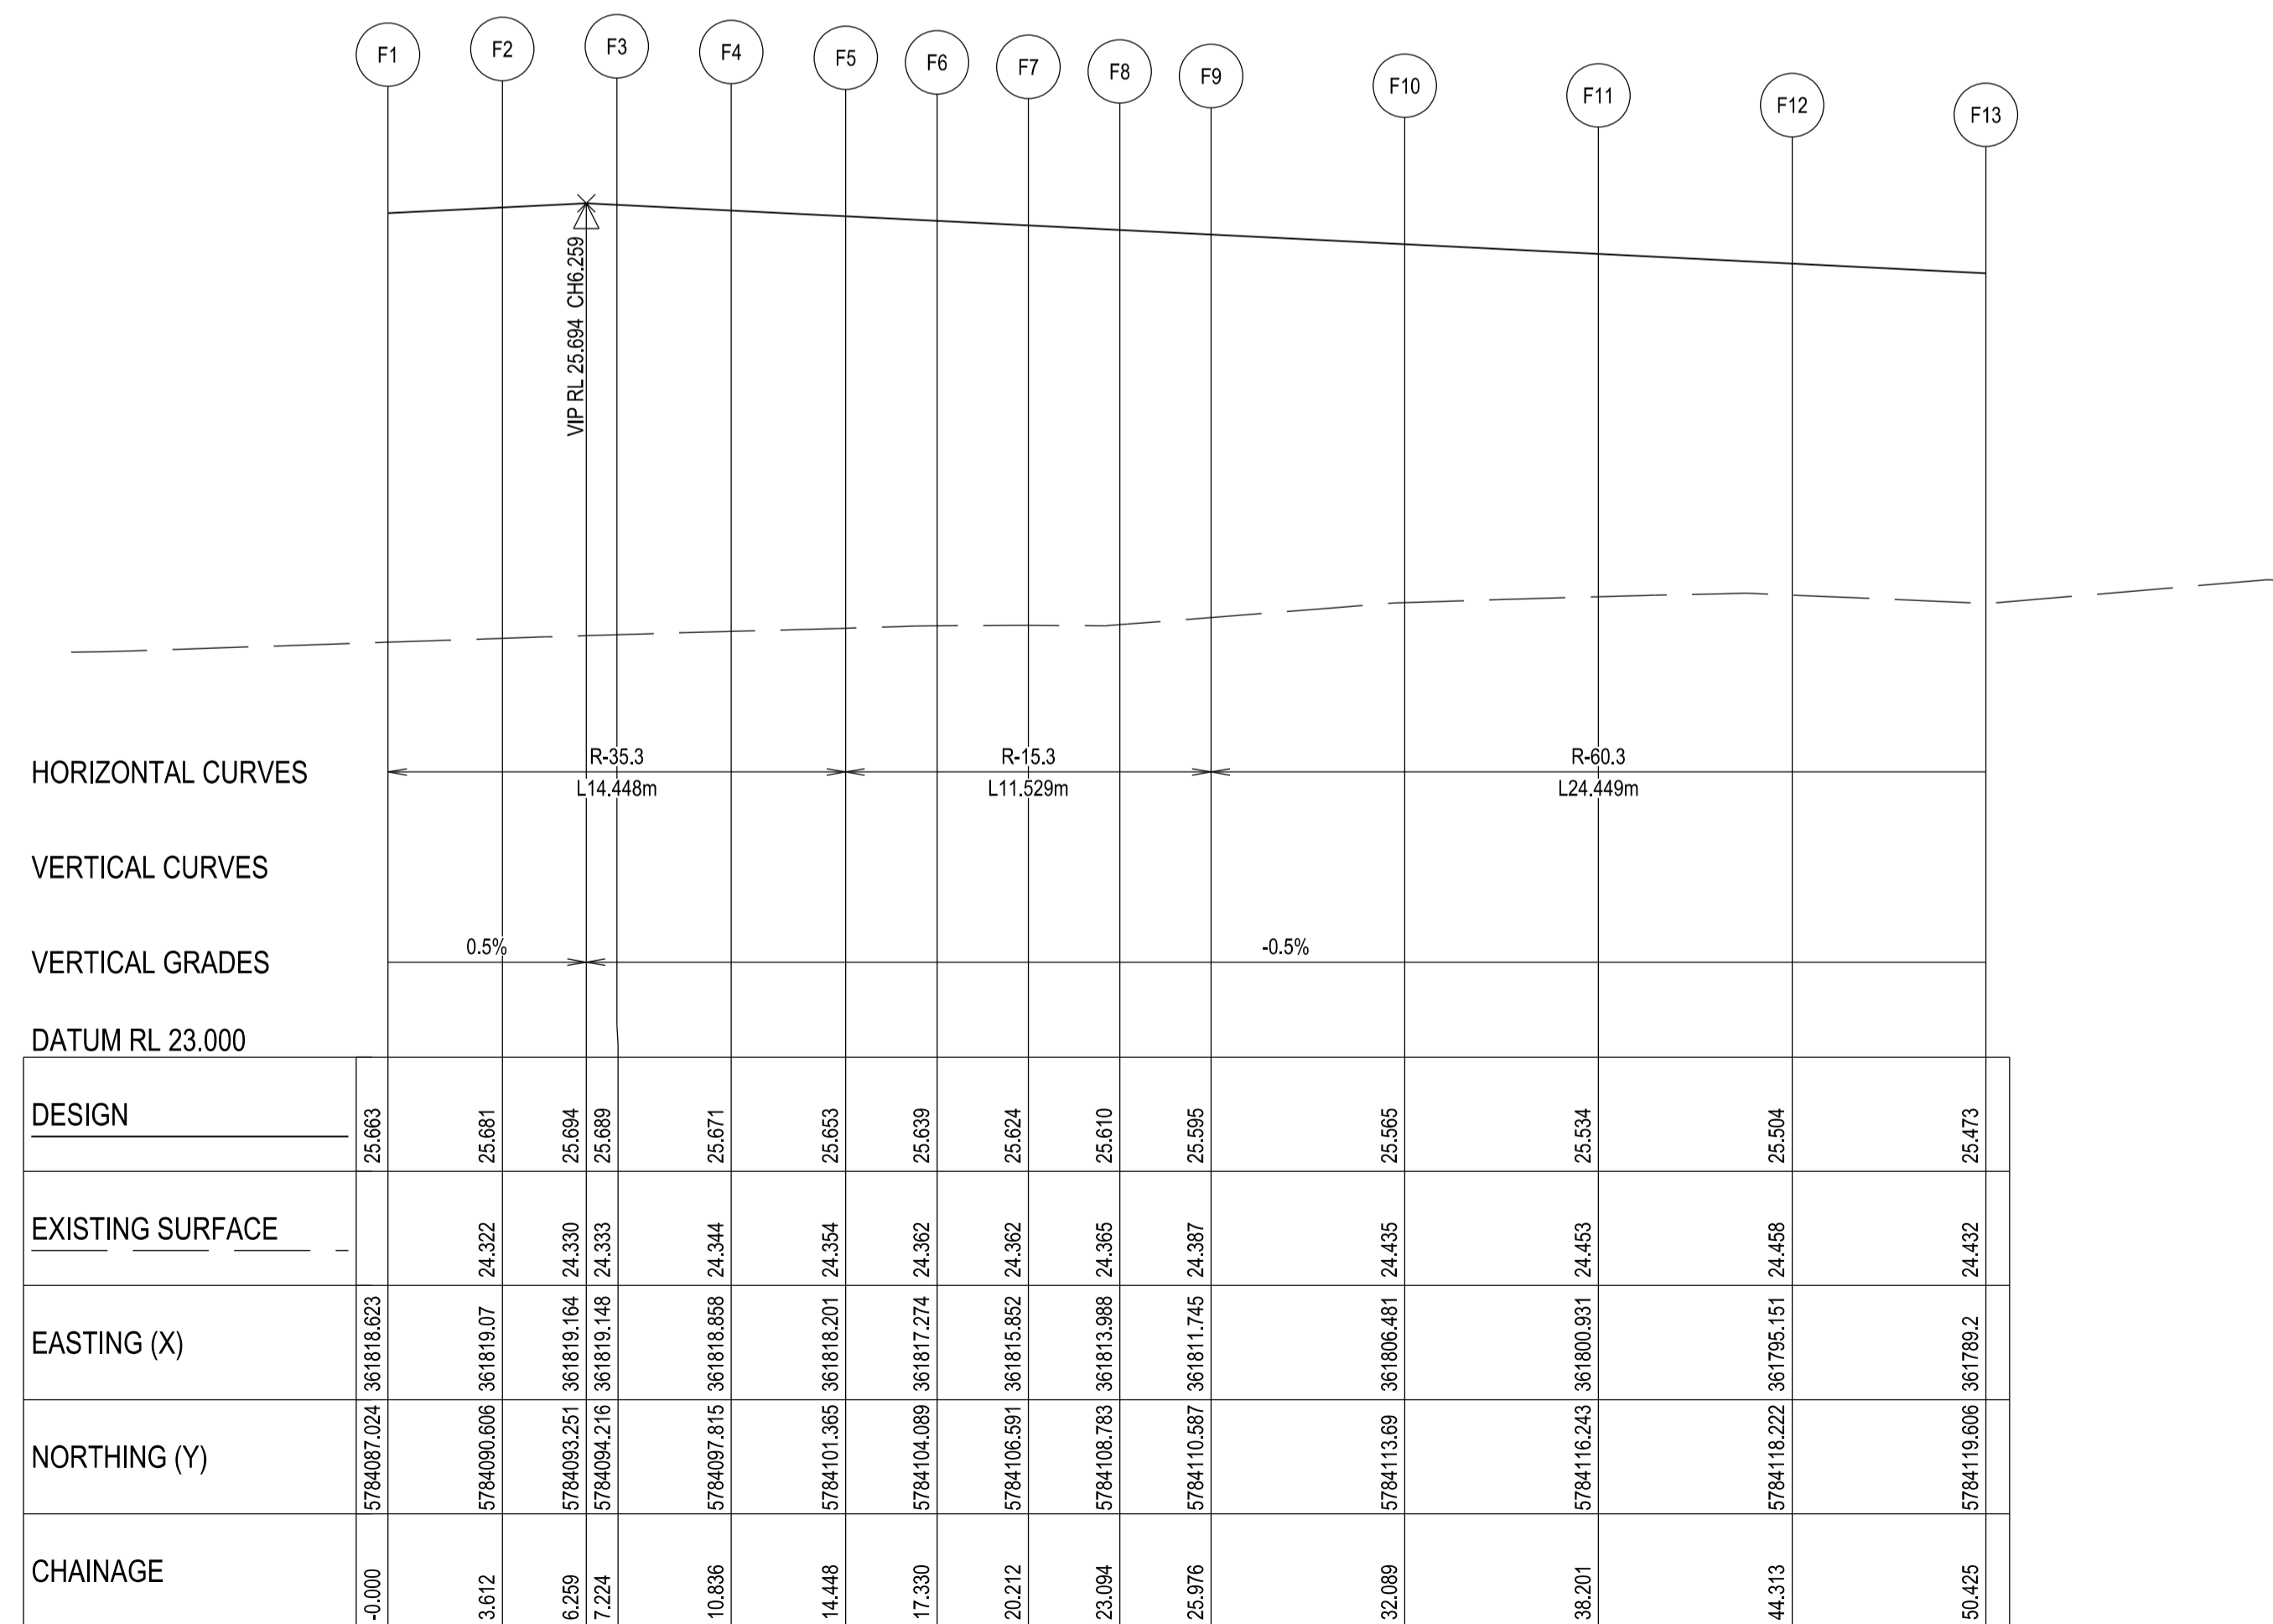 F1 F2 F3 F4 F5 F6 F7 F8 F9 F10 F11 F12 F13
VIP RL 25.694 CH6.259
HORIZONTAL CURVES
R-35.3 R-15.3 R-60.3
L14.448m L11.529m L24.449m
VERTICAL CURVES
VERTICAL GRADES
0.5% -0.5%
DATUM RL 23.000
DESIGN
25.663 25.681 25.694 25.689 25.671 25.653 25.639 25.624 25.610 25.595 25.565 25.534 25.504 25.473
EXISTING SURFACE
24.322 24.330 24.333 24.344 24.354 24.362 24.362 24.365 24.387 24.435 24.453 24.458 24.432
EASTING (X)
361818.623 361819.07 361819.164 361819.148 361818.858 361818.201 361817.274 361815.852 361813.988 361811.745 361806.481 361800.931 361795.151 361789.2
NORTHING (Y)
5784087.024 5784090.606 5784093.251 5784094.216 5784097.815 5784101.365 5784104.089 5784106.591 5784108.783 5784110.587 5784113.69 5784116.243 5784118.222 5784119.606
CHAINAGE
-0.000 3.612 6.259 7.224 10.836 14.448 17.330 20.212 23.094 25.976 32.089 38.201 44.313 50.425